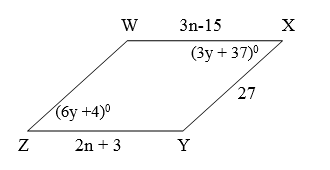 W 3n-15 X
(3y + 37)⁰
27
(6y +4)⁰
Z 2n + 3 Y